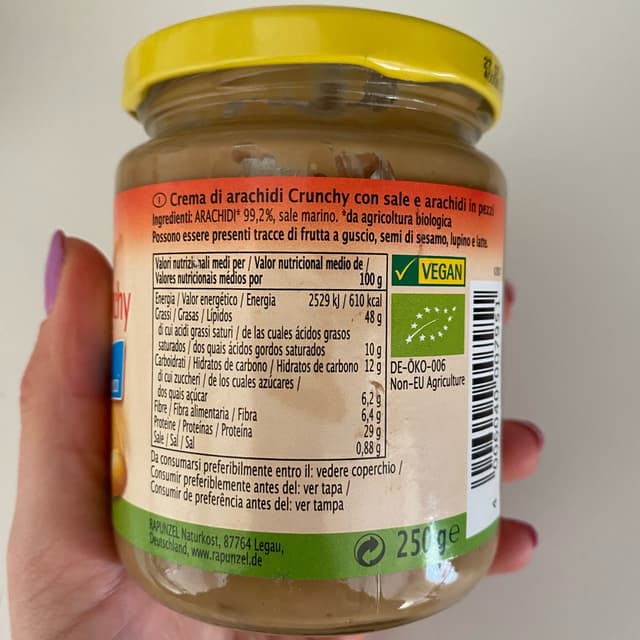 Crema di arachidi Crunchy con sale e arachidi in pezzi
Ingredienti: ARACHIDI* 99,2%, sale marino. *da agricoltura biologica
Possono essere presenti tracce di frutta a guscio, semi di sesamo, lupino e latte.
Valori nutrizionali medi per / Valor nutricional medio de /
Valores nutricionais médios por 100 g
Energia / Valor energético / Energia 2529 kJ / 610 kcal
Grassi / Grasas / Lípidos 48 g
di cui acidi grassi saturi / de las cuales ácidos grasos
saturados / dos quais ácidos gordos saturados 10 g
Carboidrati / Hidratos de carbono / Hidratos de carbono 12 g
di cui zuccheri / de los cuales azúcares /
dos quais açúcar 6,2 g
Fibre / Fibra alimentaria / Fibra 6,4 g
Proteine / Proteínas / Proteína 29 g
Sale / Sal / Sal 0,88 g
VEGAN
DE-ÖKO-006
Non-EU Agriculture
Da consumarsi preferibilmente entro il: vedere coperchio /
Consumir preferiblemente antes del: ver tapa /
Consumir de preferência antes del: ver tampa
RAPUNZEL Naturkost, 87764 Legau,
Deutschland, www.rapunzel.de
250 g e